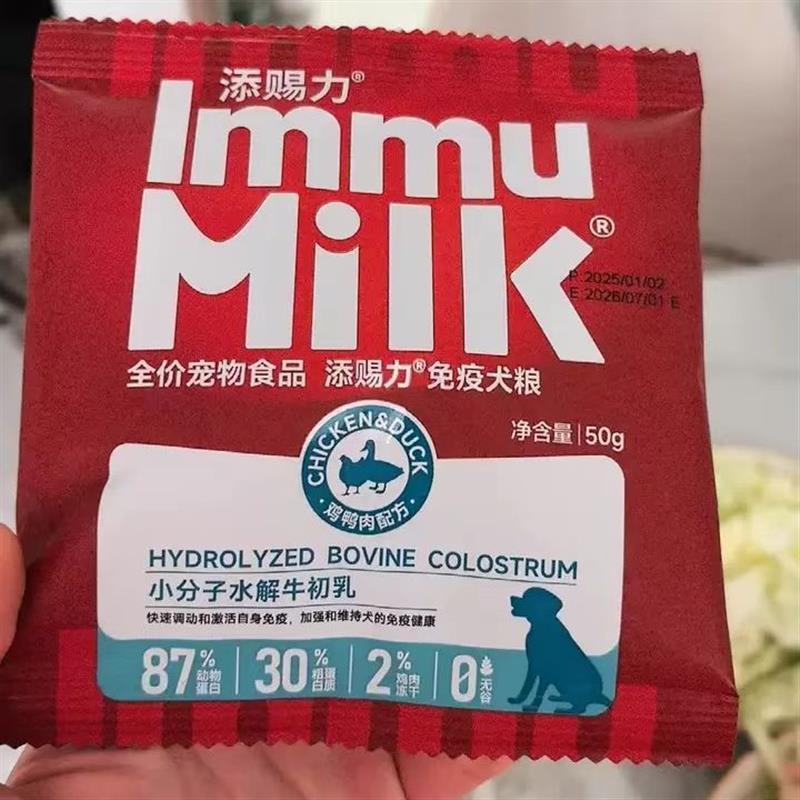 添赐力®
Immu
Milk®
P 2025/01/02
E 2026/07/01 E
全价宠物食品 添赐力®免疫犬粮
净含量 50g
CHICKEN&DUCK
·鸡鸭肉配方·
HYDROLYZED BOVINE COLOSTRUM
小分子水解牛初乳
快速调动和激活自身免疫，加强和维持犬的免疫健康
87% 动物蛋白 30% 粗蛋白质 2% 鸡肉冻干 0 无谷